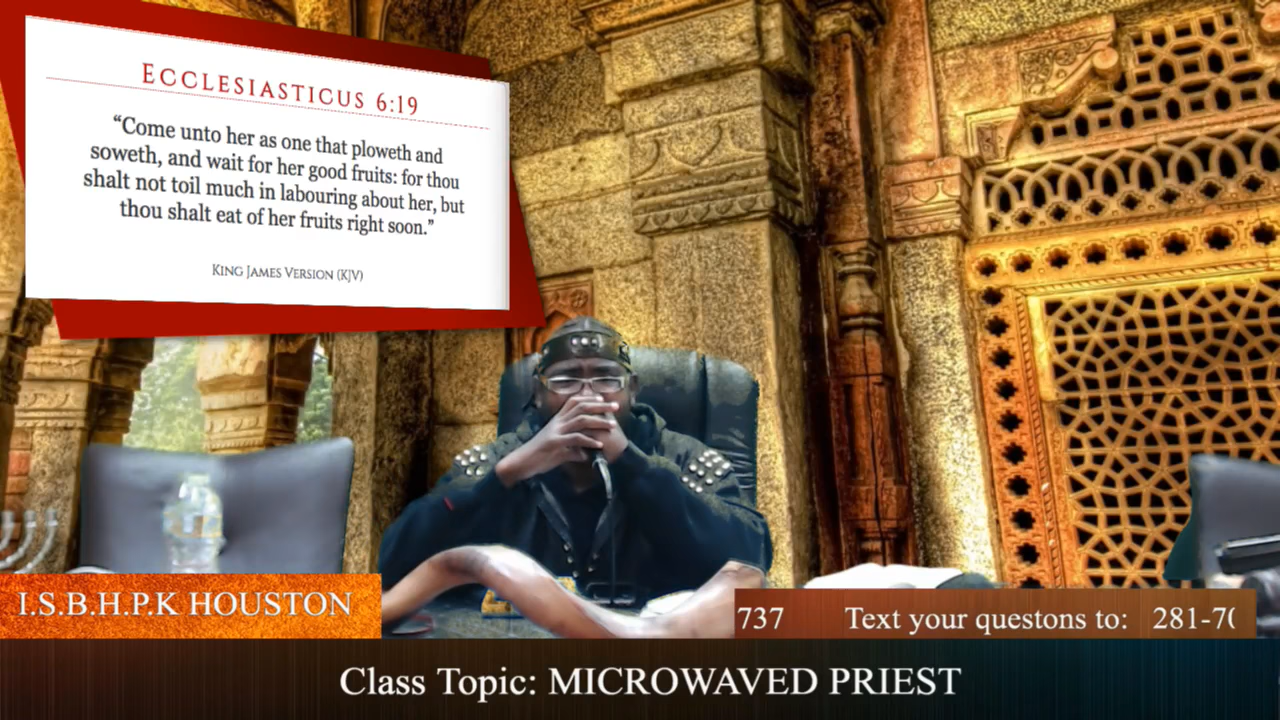 ECCLESIASTICUS 6:19
“Come unto her as one that ploweth and
soweth, and wait for her good fruits: for thou
shalt not toil much in labouring about her, but
thou shalt eat of her fruits right soon.”
KING JAMES VERSION (KJV)
I.S.B.H.P.K HOUSTON
737 Text your questons to: 281-70
Class Topic: MICROWAVED PRIEST